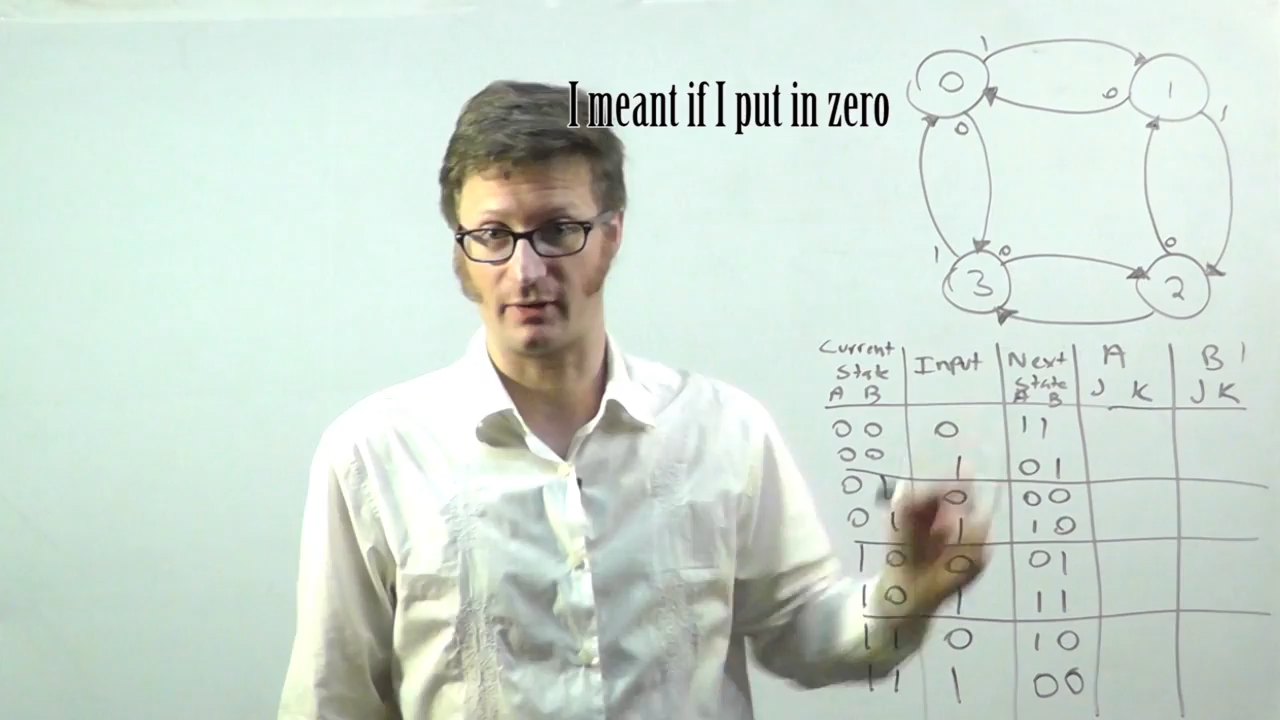 I meant if I put in zero
1
0 0 1
0 1
1 0 0
3 2
Current Input Next A B
State State
A B A B J K J K
0 0 0 1 1
0 0 1 0 1
0 1 0 0 0
0 1 1 1 0
1 0 0 0 1
1 0 1 1 1
1 1 0 1 0
1 1 1 0 0